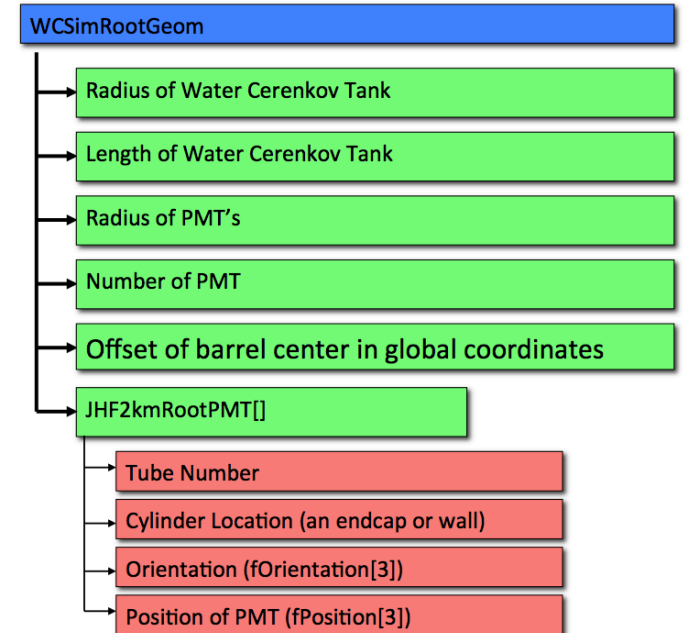 WCSimRootGeom
Radius of Water Cerenkov Tank
Length of Water Cerenkov Tank
Radius of PMT’s
Number of PMT
Offset of barrel center in global coordinates
JHF2kmRootPMT[]
Tube Number
Cylinder Location (an endcap or wall)
Orientation (fOrientation[3])
Position of PMT (fPosition[3])